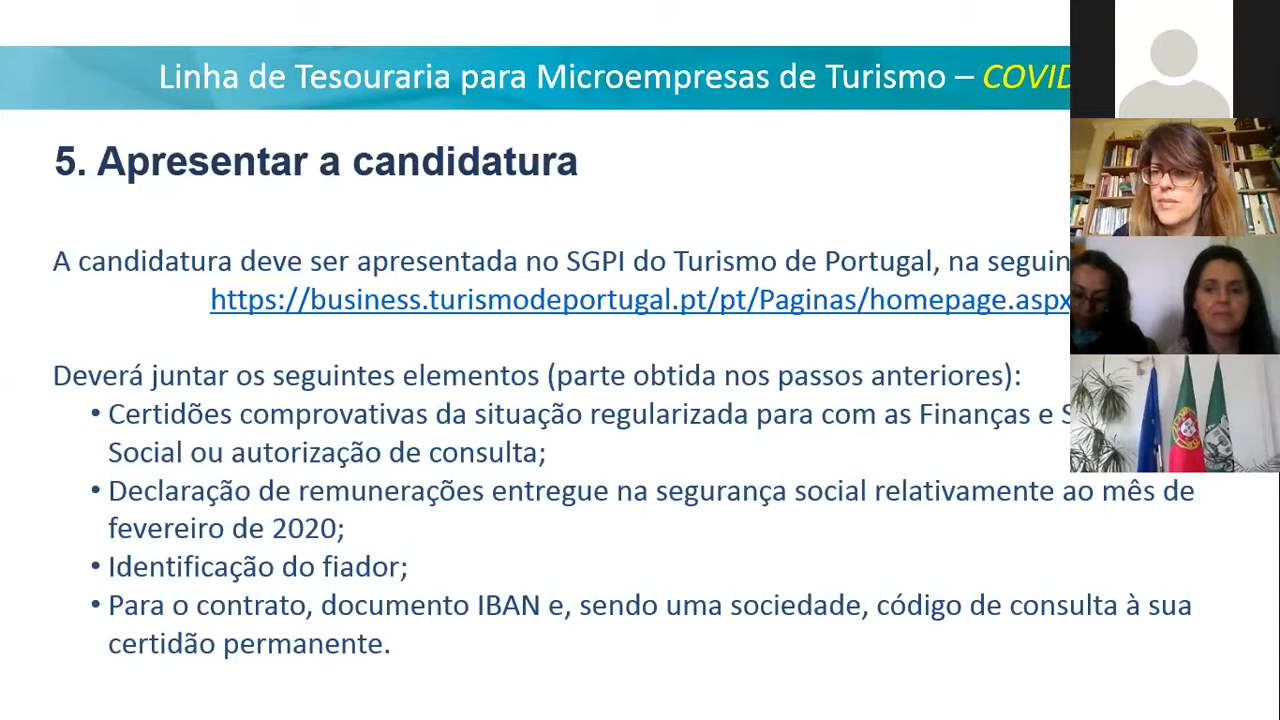 Linha de Tesouraria para Microempresas de Turismo – COVID
5. Apresentar a candidatura
A candidatura deve ser apresentada no SGPI do Turismo de Portugal, na
https://business.turismodeportugal.pt/pt/Paginas/homepage.aspx
Deverá juntar os seguintes elementos (parte obtida nos passos anteriores):
• Certidões comprovativas da situação regularizada para com as Finanças e
Social ou autorização de consulta;
• Declaração de remunerações entregue na segurança social relativamente ao mês de
fevereiro de 2020;
• Identificação do fiador;
• Para o contrato, documento IBAN e, sendo uma sociedade, código de consulta à sua
certidão permanente.